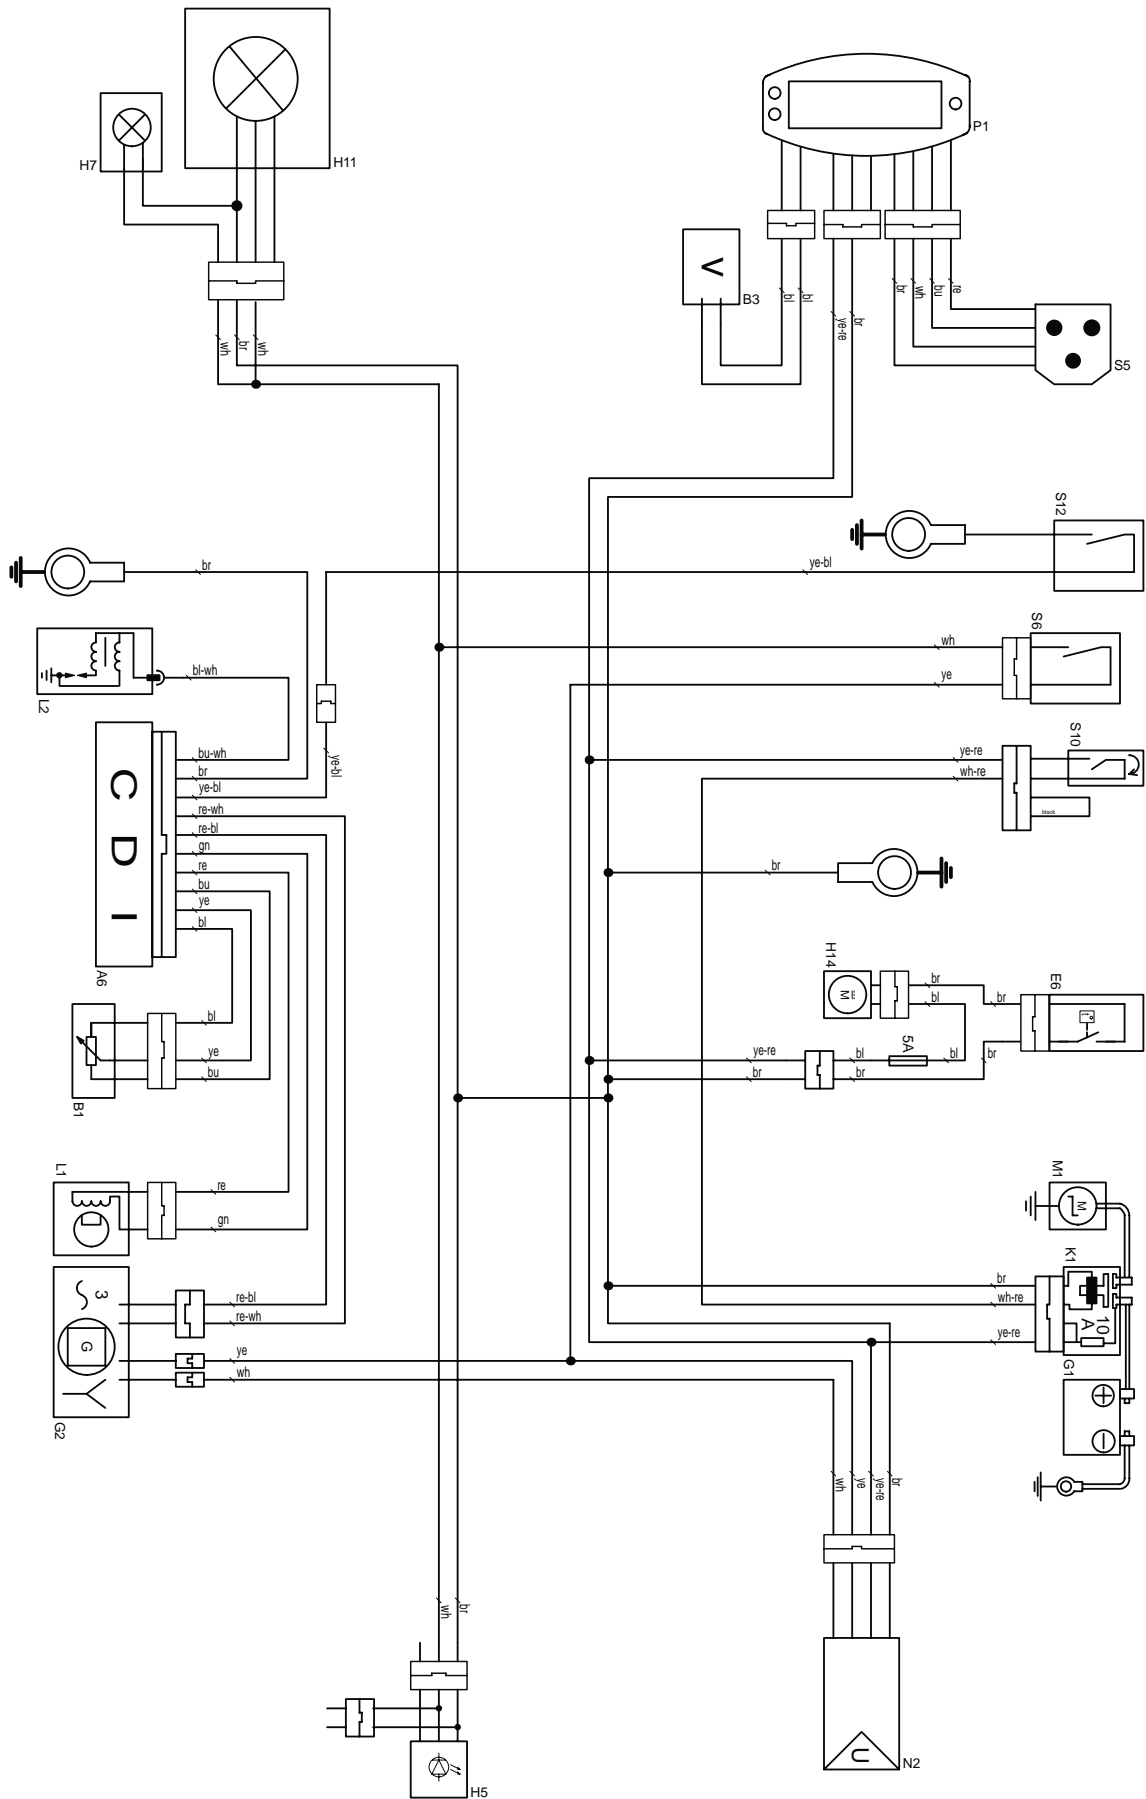 P1
H7
H11
V
B3
bl
bl
ye-re
br
br
wh
bu
re
S5
wh
br
wh
S12
br
ye-bl
S6
wh
ye
bl-wh
L2
S10
ye-re
wh-re
black
ye-bl
C D I
bu-wh
br
ye-bl
re-wh
re-bl
gn
re
bu
ye
bl
A6
br
H14
M
br
bl
br
E6
t°
5A
bl
bl
br
br
ye-re
br
bl
ye
bu
B1
L1
re
gn
M1
M
K1
br
wh-re
10
A
ye-re
G1
3
G
re-bl
re-wh
ye
wh
G2
wh
ye
ye-re
br
wh
br
U
N2
H5